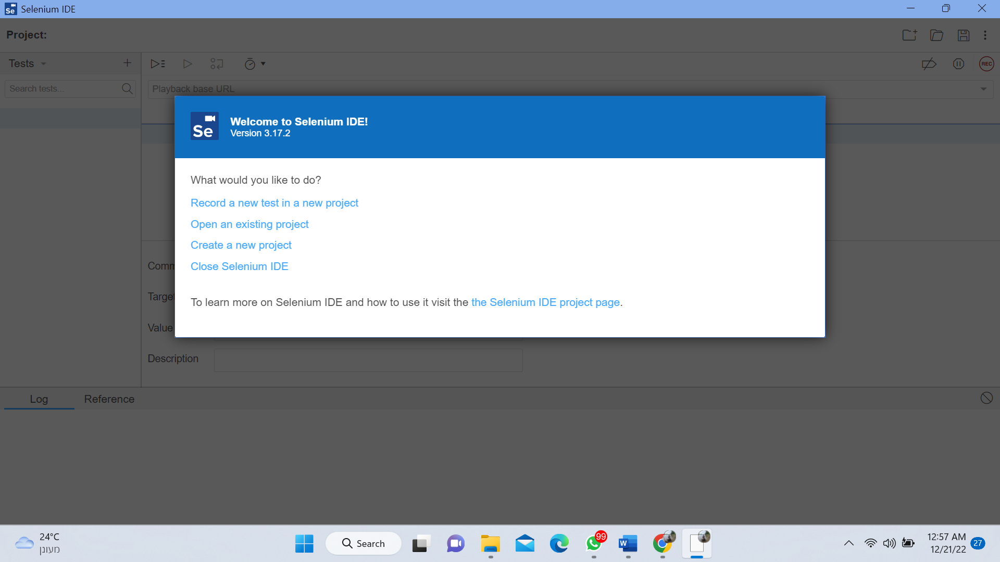 Se Selenium IDE
Project:
Tests
REC
Search tests...
Playback base URL
Se
Welcome to Selenium IDE!
Version 3.17.2
What would you like to do?
Record a new test in a new project
Open an existing project
Create a new project
Close Selenium IDE
To learn more on Selenium IDE and how to use it visit the the Selenium IDE project page.
Comm
Target
Value
Description
Log Reference
24°C
מעונן
Search
99
W
12:57 AM
12/21/22
27